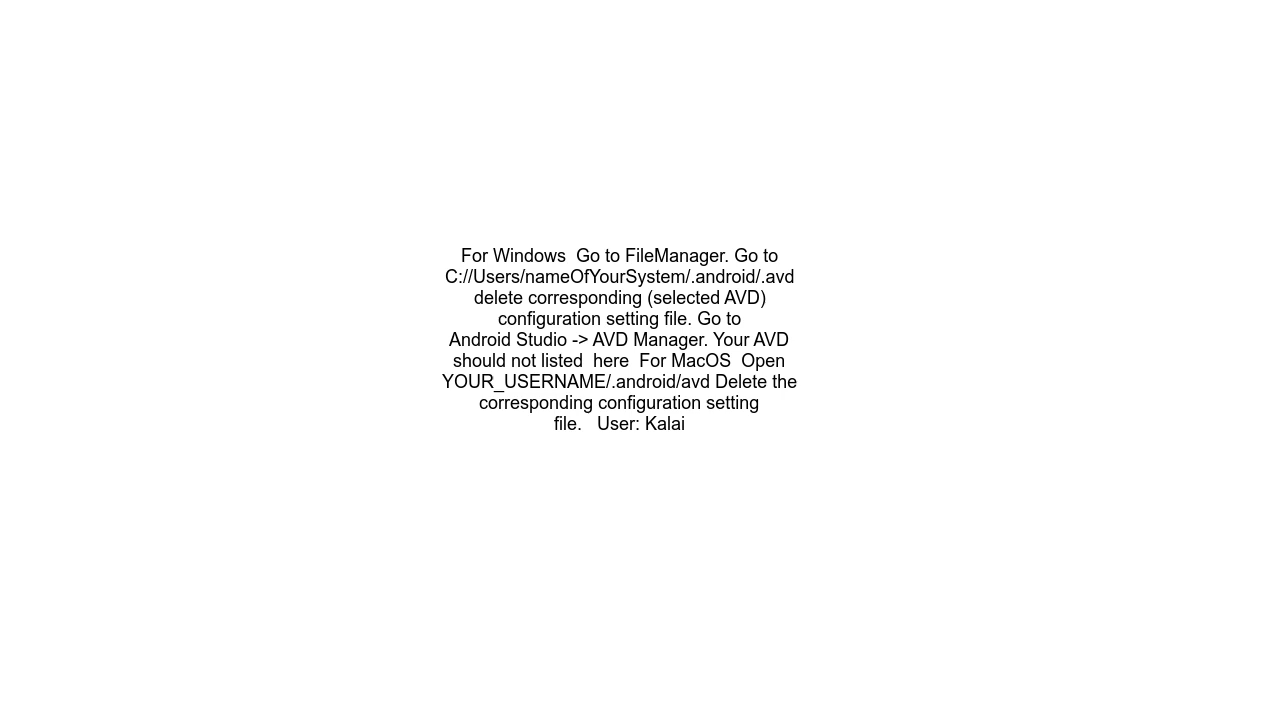 For Windows  Go to FileManager. Go to
C://Users/nameOfYourSystem/.android/.avd
delete corresponding (selected AVD)
configuration setting file. Go to
Android Studio -> AVD Manager. Your AVD
should not listed  here  For MacOS  Open
YOUR_USERNAME/.android/avd Delete the
corresponding configuration setting
file.   User: Kalai